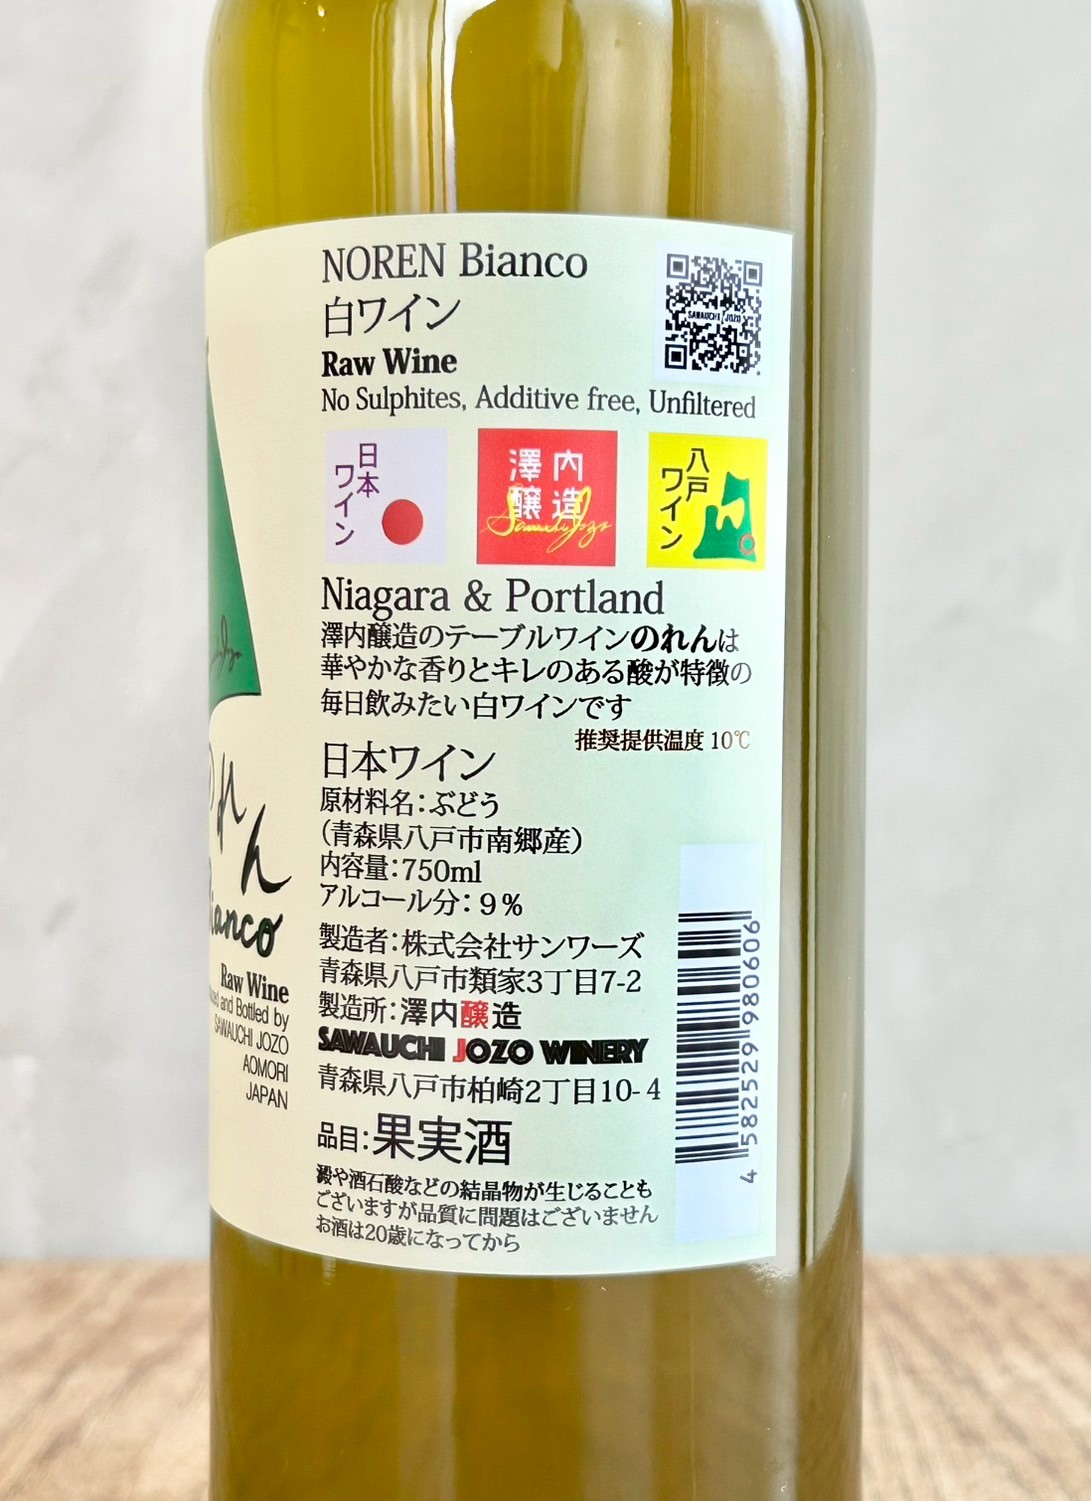 NOREN Bianco
白ワイン
Raw Wine
No Sulphites, Additive free, Unfiltered
SAWAUCHI JOZO
日本
ワイン
澤内
醸造
Sawauchi Jozo
八戸
ワイン
Niagara & Portland
澤内醸造のテーブルワインのれんは
華やかな香りとキレのある酸が特徴の
毎日飲みたい白ワインです
推奨提供温度 10℃
日本ワイン
原材料名：ぶどう
（青森県八戸市南郷産）
内容量：750ml
アルコール分：9％
製造者：株式会社サンワーズ
青森県八戸市類家3丁目7-2
製造所：澤内醸造
SAWAUCHI JOZO WINERY
青森県八戸市柏崎2丁目10-4
品目：果実酒
澱や酒石酸などの結晶物が生じることも
ございますが品質に問題はございません
お酒は20歳になってから
4 582529 980606
れん
Bianco
Raw Wine
and Bottled by
SAWAUCHI JOZO
AOMORI
JAPAN